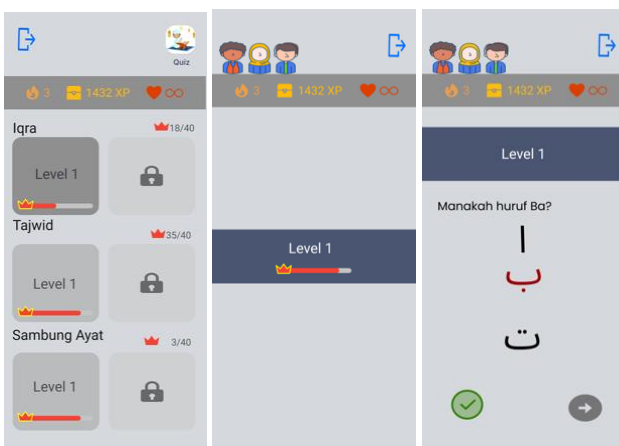 Quiz
3 1432 XP ∞
Iqra 18/40
Level 1
Tajwid 35/40
Level 1
Sambung Ayat 3/40
Level 1
3 1432 XP ∞
Level 1
3 1432 XP ∞
Level 1
Manakah huruf Ba?
ا
ب
ت